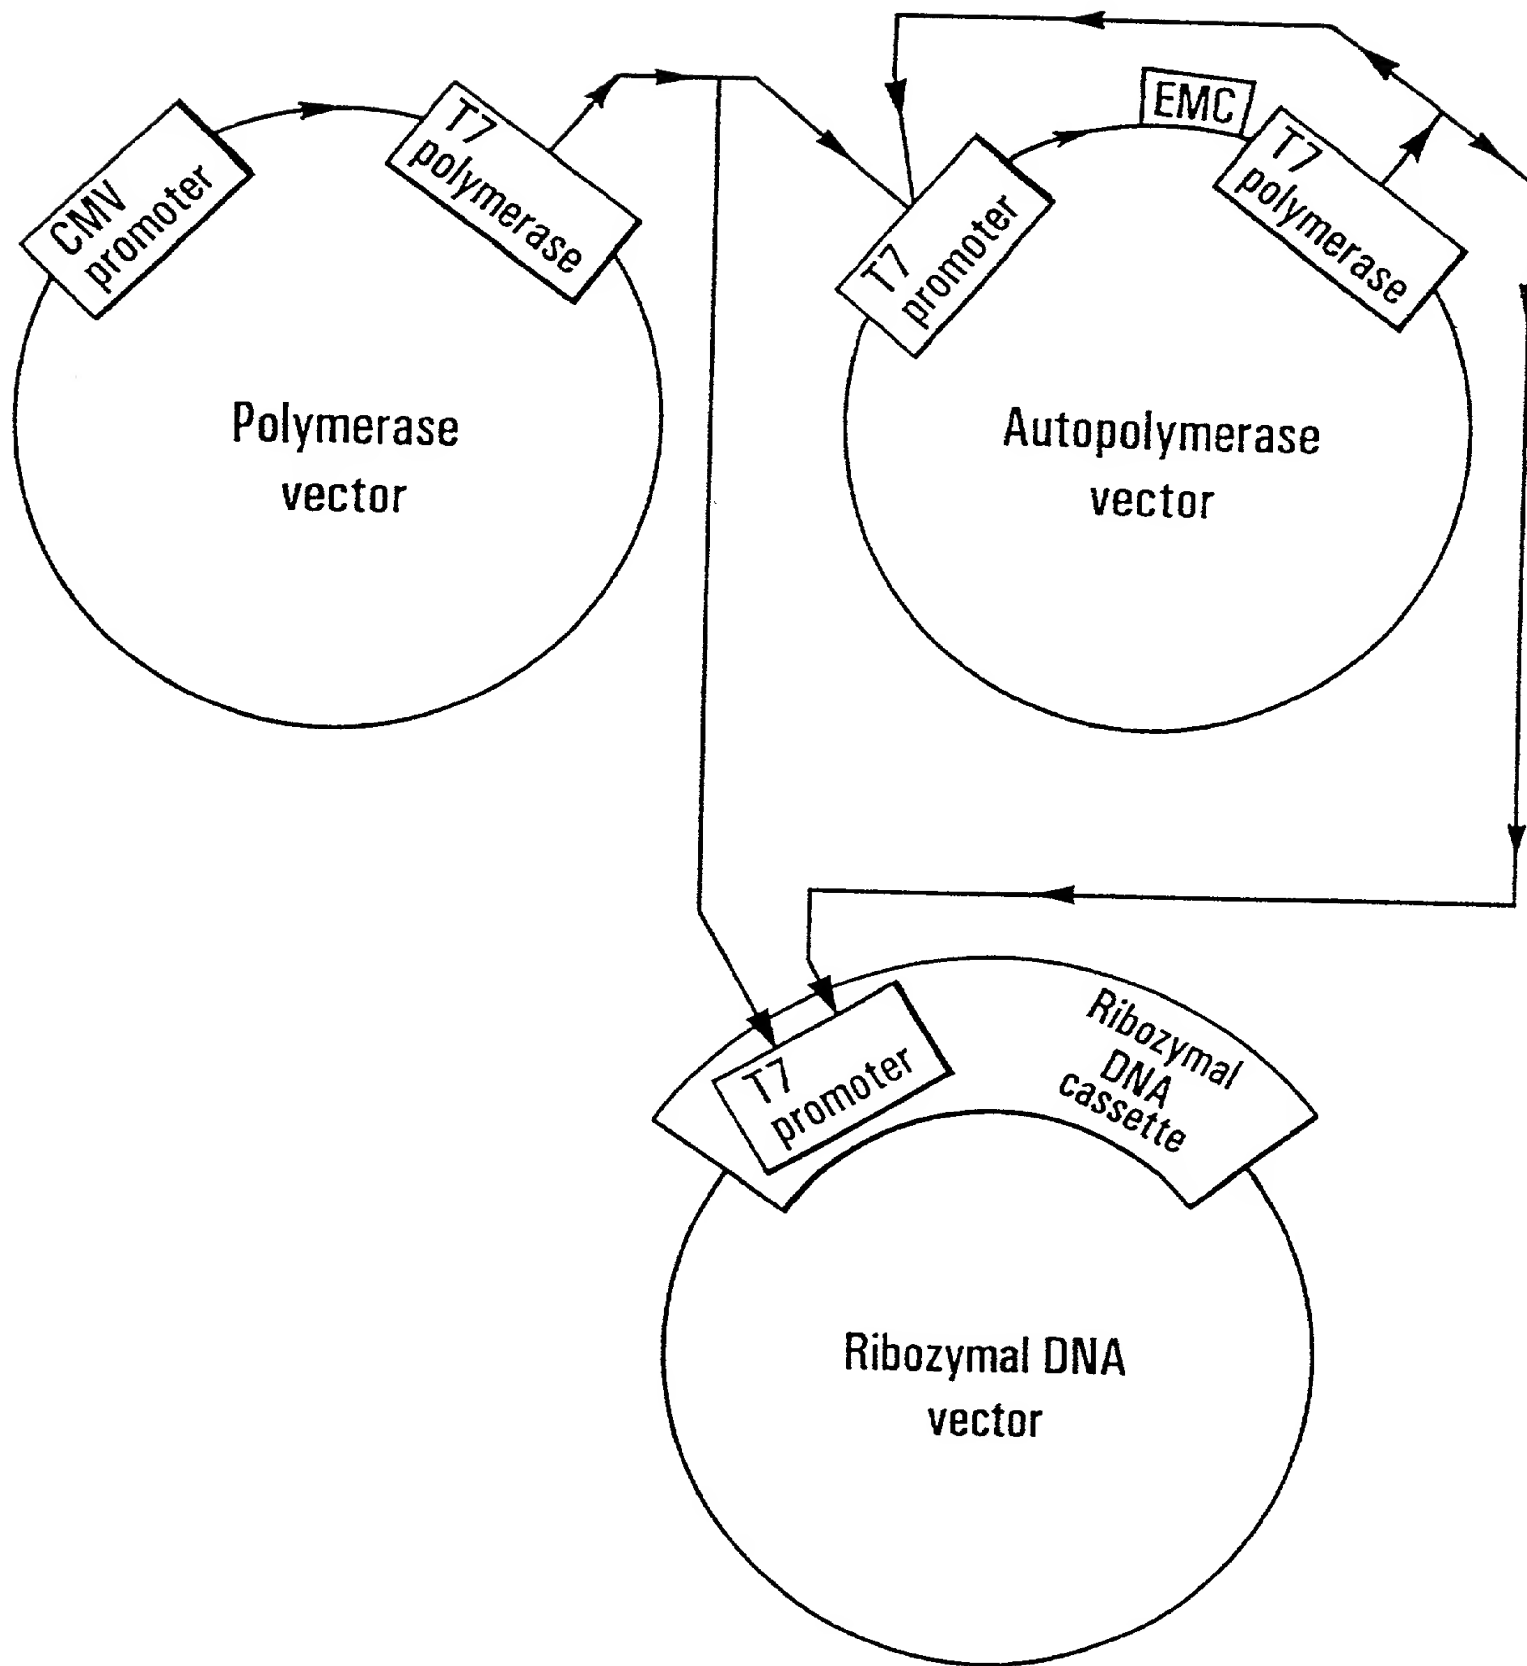 CMV
promoter
T7
polymerase
Polymerase
vector
EMC
T7
promoter
T7
polymerase
Autopolymerase
vector
T7
promoter
Ribozymal
DNA
cassette
Ribozymal DNA
vector